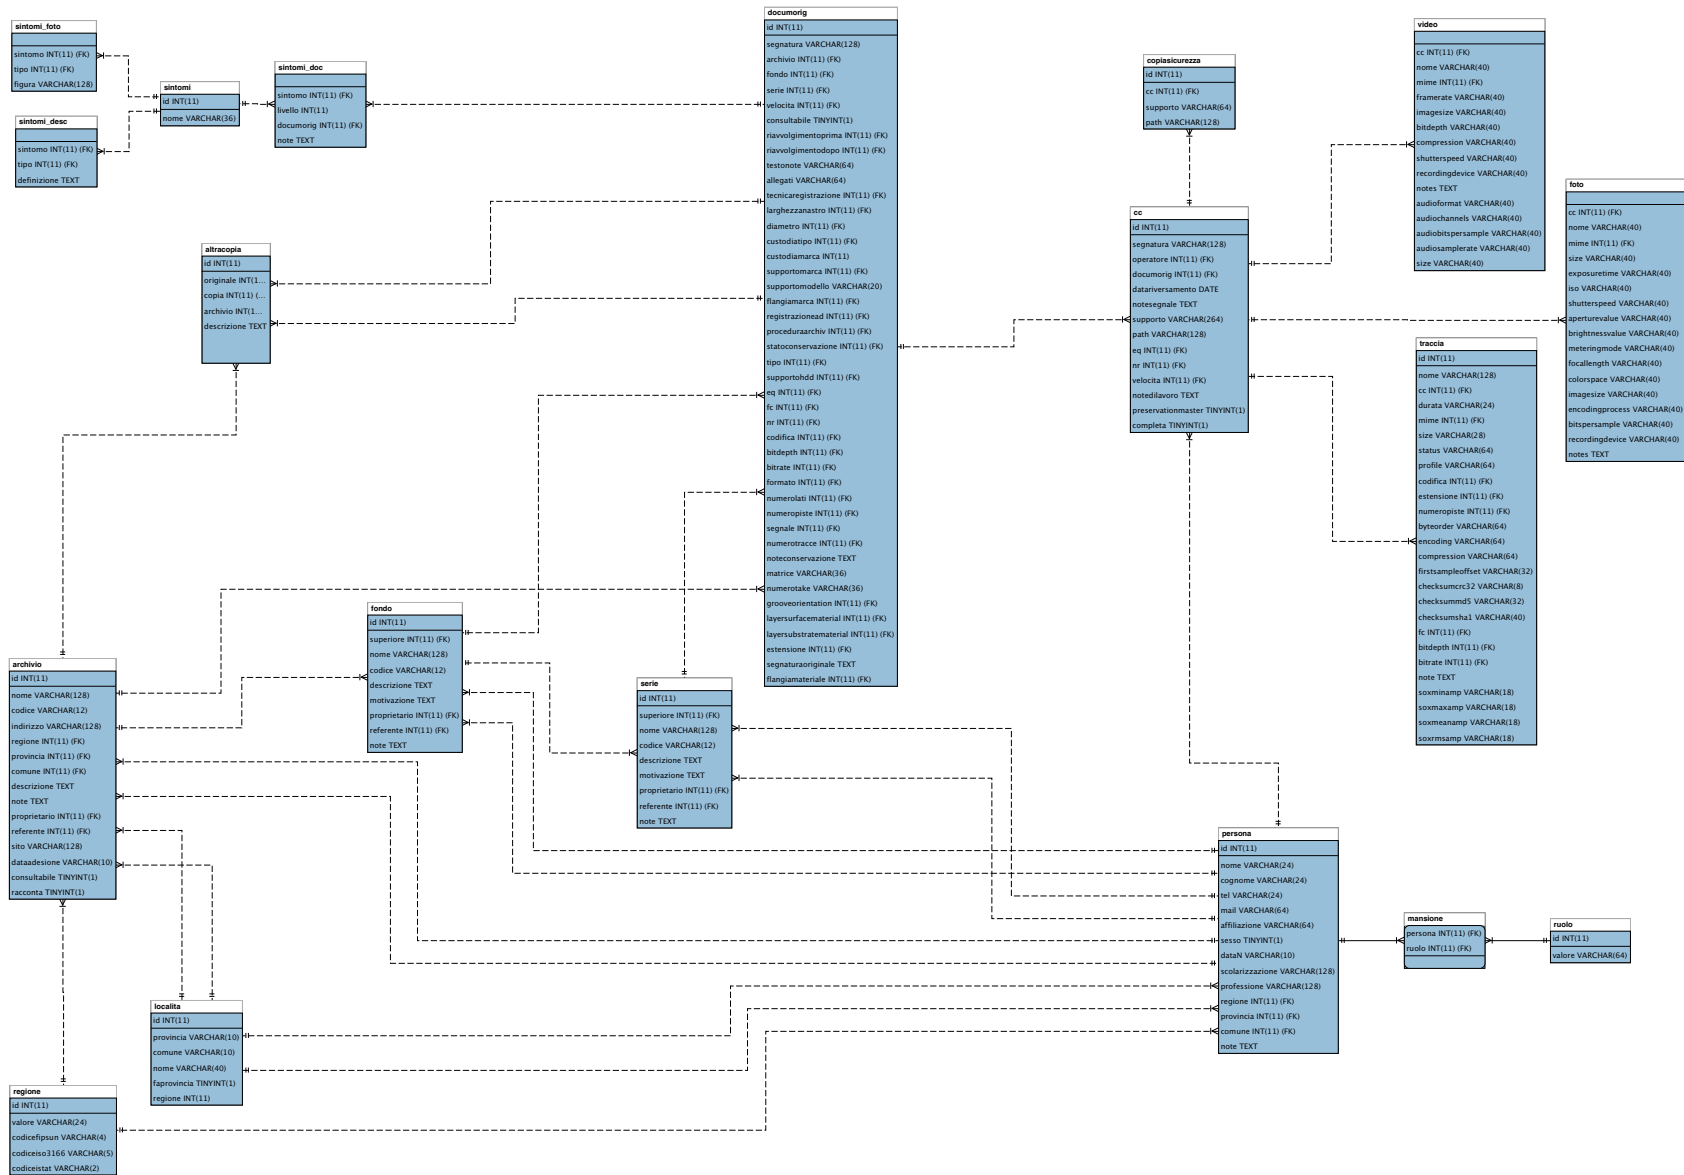 sintomi_foto
sintomo INT(11) (FK)
tipo INT(11) (FK)
figura VARCHAR(128)
sintomi_desc
sintomo INT(11) (FK)
tipo INT(11) (FK)
definizione TEXT
sintomi
id INT(11)
nome VARCHAR(36)
sintomi_doc
sintomo INT(11) (FK)
livello INT(11)
documorig INT(11) (FK)
note TEXT
altracopia
id INT(11)
originale INT(1...
copia INT(11) (...
archivio INT(1...
descrizione TEXT
documorig
id INT(11)
segnatura VARCHAR(128)
archivio INT(11) (FK)
fondo INT(11) (FK)
serie INT(11) (FK)
velocita INT(11) (FK)
consultabile TINYINT(1)
riavvolgimentoprima INT(11) (FK)
riavvolgimentodopo INT(11) (FK)
testonote VARCHAR(64)
allegati VARCHAR(64)
tecnicaregistrazione INT(11) (FK)
larghezzanastro INT(11) (FK)
diametro INT(11) (FK)
custodiatipo INT(11) (FK)
custodiamarca INT(11)
supportomarca INT(11) (FK)
supportomodello VARCHAR(20)
flangiamarca INT(11) (FK)
registrazionead INT(11) (FK)
proceduraarchiv INT(11) (FK)
statoconservazione INT(11) (FK)
tipo INT(11) (FK)
supportohdd INT(11) (FK)
eq INT(11) (FK)
fc INT(11) (FK)
nr INT(11) (FK)
codifica INT(11) (FK)
bitdepth INT(11) (FK)
bitrate INT(11) (FK)
formato INT(11) (FK)
numerolati INT(11) (FK)
numeropiste INT(11) (FK)
segnale INT(11) (FK)
numerotracce INT(11) (FK)
noteconservazione TEXT
matrice VARCHAR(36)
numerotake VARCHAR(36)
grooveorientation INT(11) (FK)
layersurfacematerial INT(11) (FK)
layersubstratematerial INT(11) (FK)
estensione INT(11) (FK)
segnaturaoriginale TEXT
flangiamateriale INT(11) (FK)
copiasicurezza
id INT(11)
cc INT(11) (FK)
supporto VARCHAR(64)
path VARCHAR(128)
cc
id INT(11)
segnatura VARCHAR(128)
operatore INT(11) (FK)
documorig INT(11) (FK)
datariversamento DATE
notesegnale TEXT
supporto VARCHAR(264)
path VARCHAR(128)
eq INT(11) (FK)
nr INT(11) (FK)
velocita INT(11) (FK)
notedilavoro TEXT
preservationmaster TINYINT(1)
completa TINYINT(1)
video
cc INT(11) (FK)
nome VARCHAR(40)
mime INT(11) (FK)
framerate VARCHAR(40)
imagesize VARCHAR(40)
bitdepth VARCHAR(40)
compression VARCHAR(40)
shutterspeed VARCHAR(40)
recordingdevice VARCHAR(40)
notes TEXT
audioformat VARCHAR(40)
audiochannels VARCHAR(40)
audiobitspersample VARCHAR(40)
audiosamplerate VARCHAR(40)
size VARCHAR(40)
foto
cc INT(11) (FK)
nome VARCHAR(40)
mime INT(11) (FK)
size VARCHAR(40)
exposuretime VARCHAR(40)
iso VARCHAR(40)
shutterspeed VARCHAR(40)
aperturevalue VARCHAR(40)
brightnessvalue VARCHAR(40)
meteringmode VARCHAR(40)
focallength VARCHAR(40)
colorspace VARCHAR(40)
imagesize VARCHAR(40)
encodingprocess VARCHAR(40)
bitspersample VARCHAR(40)
recordingdevice VARCHAR(40)
notes TEXT
traccia
id INT(11)
nome VARCHAR(128)
cc INT(11) (FK)
durata VARCHAR(24)
mime INT(11) (FK)
size VARCHAR(28)
status VARCHAR(64)
profile VARCHAR(64)
codifica INT(11) (FK)
estensione INT(11) (FK)
numeropiste INT(11) (FK)
byteorder VARCHAR(64)
encoding VARCHAR(64)
compression VARCHAR(64)
firstsampleoffset VARCHAR(32)
checksumcrc32 VARCHAR(8)
checksummd5 VARCHAR(32)
checksumsha1 VARCHAR(40)
fc INT(11) (FK)
bitdepth INT(11) (FK)
bitrate INT(11) (FK)
note TEXT
soxminamp VARCHAR(18)
soxmaxamp VARCHAR(18)
soxmeanamp VARCHAR(18)
soxrmsamp VARCHAR(18)
archivio
id INT(11)
nome VARCHAR(128)
codice VARCHAR(12)
indirizzo VARCHAR(128)
regione INT(11) (FK)
provincia INT(11) (FK)
comune INT(11) (FK)
descrizione TEXT
note TEXT
proprietario INT(11) (FK)
referente INT(11) (FK)
sito VARCHAR(128)
dataadesione VARCHAR(10)
consultabile TINYINT(1)
racconta TINYINT(1)
fondo
id INT(11)
superiore INT(11) (FK)
nome VARCHAR(128)
codice VARCHAR(12)
descrizione TEXT
motivazione TEXT
proprietario INT(11) (FK)
referente INT(11) (FK)
note TEXT
serie
id INT(11)
superiore INT(11) (FK)
nome VARCHAR(128)
codice VARCHAR(12)
descrizione TEXT
motivazione TEXT
proprietario INT(11) (FK)
referente INT(11) (FK)
note TEXT
persona
id INT(11)
nome VARCHAR(24)
cognome VARCHAR(24)
tel VARCHAR(24)
mail VARCHAR(64)
affiliazione VARCHAR(64)
sesso TINYINT(1)
dataN VARCHAR(10)
scolarizzazione VARCHAR(128)
professione VARCHAR(128)
regione INT(11) (FK)
provincia INT(11) (FK)
comune INT(11) (FK)
note TEXT
mansione
persona INT(11) (FK)
ruolo INT(11) (FK)
ruolo
id INT(11)
valore VARCHAR(64)
localita
id INT(11)
provincia VARCHAR(10)
comune VARCHAR(10)
nome VARCHAR(40)
faprovincia TINYINT(1)
regione INT(11)
regione
id INT(11)
valore VARCHAR(24)
codicefipsun VARCHAR(4)
codiceiso3166 VARCHAR(5)
codiceistat VARCHAR(2)